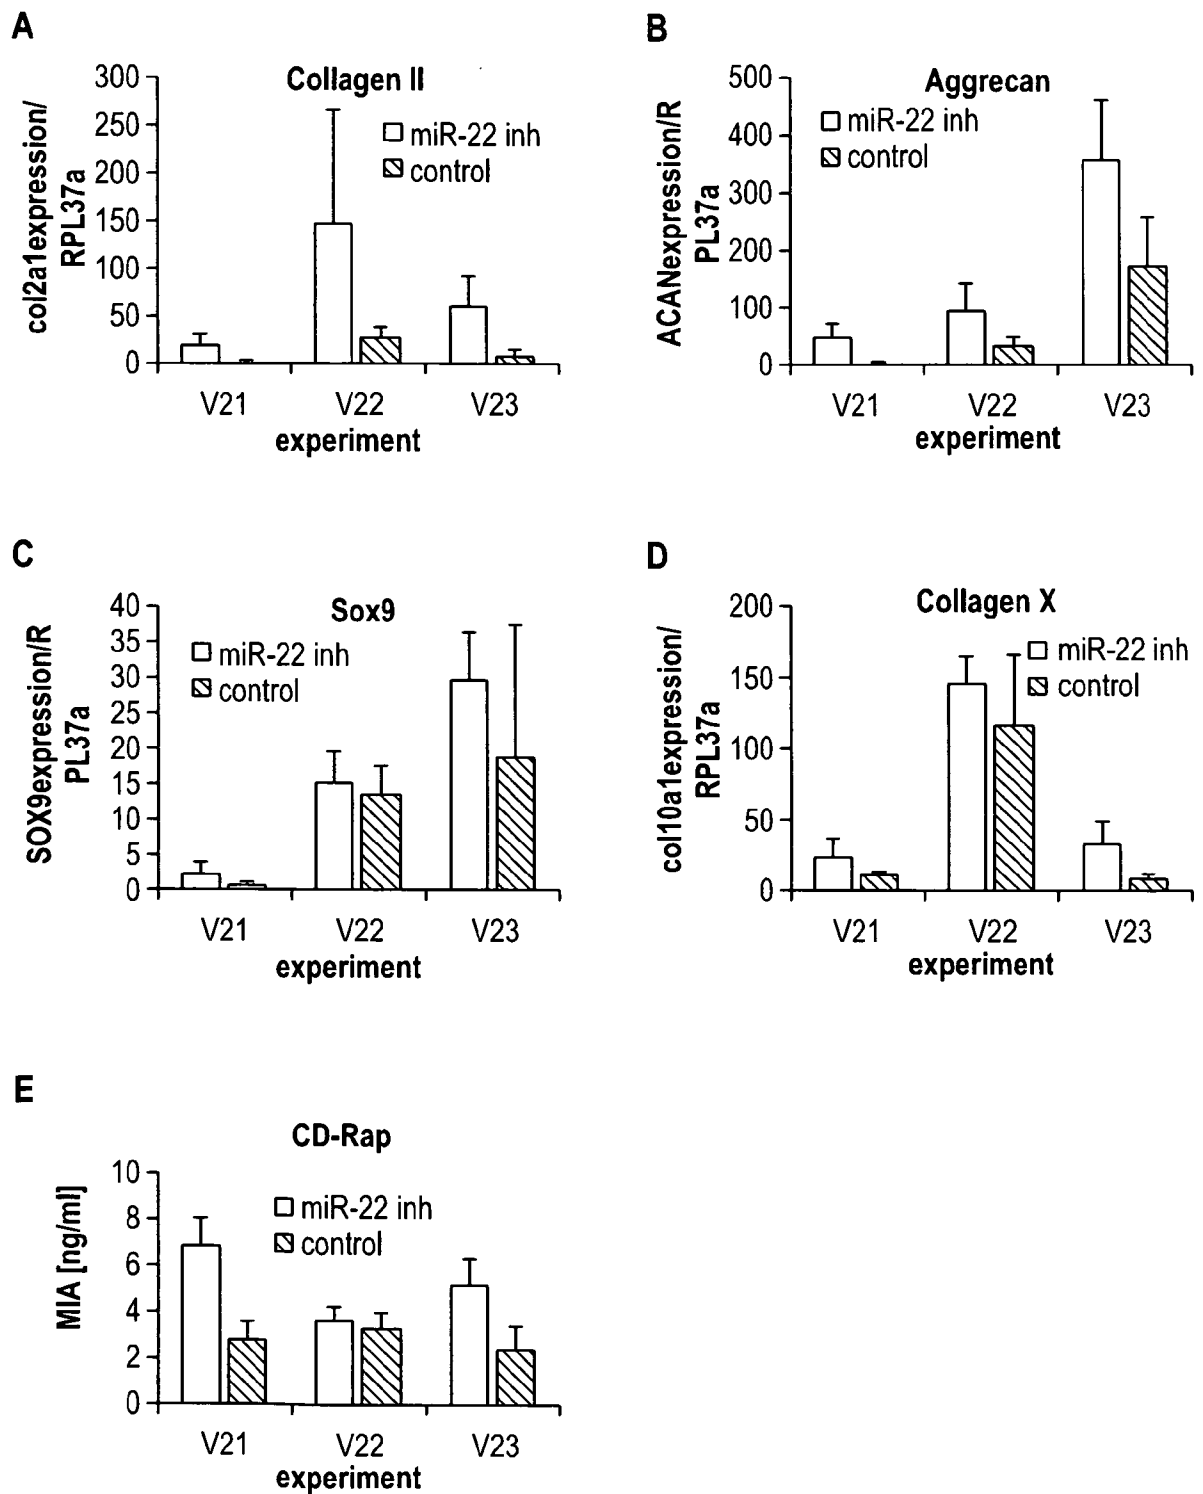 A
Collagen II
col2a1expression/
RPL37a
300
250
200
150
100
50
0
miR-22 inh
control
V21 V22 V23
experiment
B
Aggrecan
ACANexpression/R
PL37a
500
400
300
200
100
0
miR-22 inh
control
V21 V22 V23
experiment
C
Sox9
SOX9expression/R
PL37a
40
35
30
25
20
15
10
5
0
miR-22 inh
control
V21 V22 V23
experiment
D
Collagen X
col10a1expression/
RPL37a
200
150
100
50
0
miR-22 inh
control
V21 V22 V23
experiment
E
CD-Rap
MIA [ng/ml]
10
8
6
4
2
0
miR-22 inh
control
V21 V22 V23
experiment